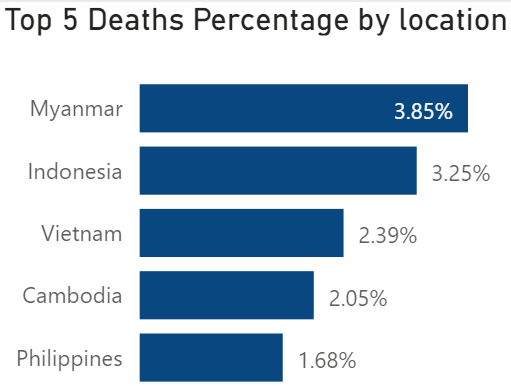 Top 5 Deaths Percentage by location
Myanmar 3.85%
Indonesia 3.25%
Vietnam 2.39%
Cambodia 2.05%
Philippines 1.68%